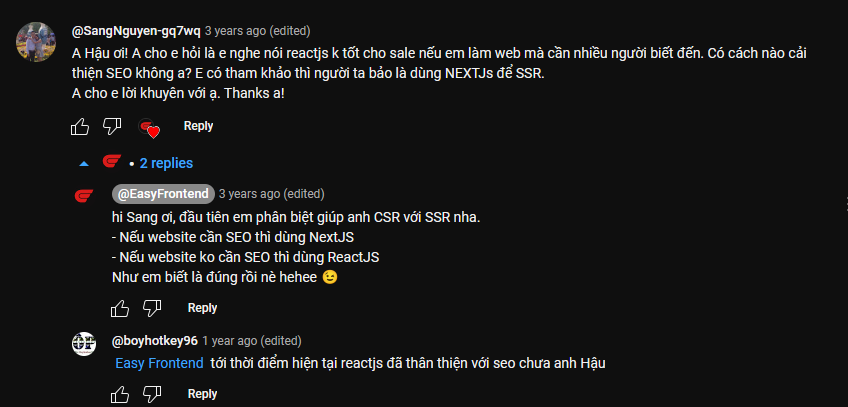 @SangNguyen-gq7wq 3 years ago (edited)
A Hậu ơi! A cho e hỏi là e nghe nói reactjs k tốt cho sale nếu em làm web mà cần nhiều người biết đến. Có cách nào cải
thiện SEO không a? E có tham khảo thì người ta bảo là dùng NEXTJs để SSR.
A cho e lời khuyên với ạ. Thanks a!
Reply
• 2 replies
@EasyFrontend 3 years ago (edited)
hi Sang ơi, đầu tiên em phân biệt giúp anh CSR với SSR nha.
- Nếu website cần SEO thì dùng NextJS
- Nếu website ko cần SEO thì dùng ReactJS
Như em biết là đúng rồi nè hehee 😉
Reply
@boyhotkey96 1 year ago (edited)
Easy Frontend tới thời điểm hiện tại reactjs đã thân thiện với seo chưa anh Hậu
Reply